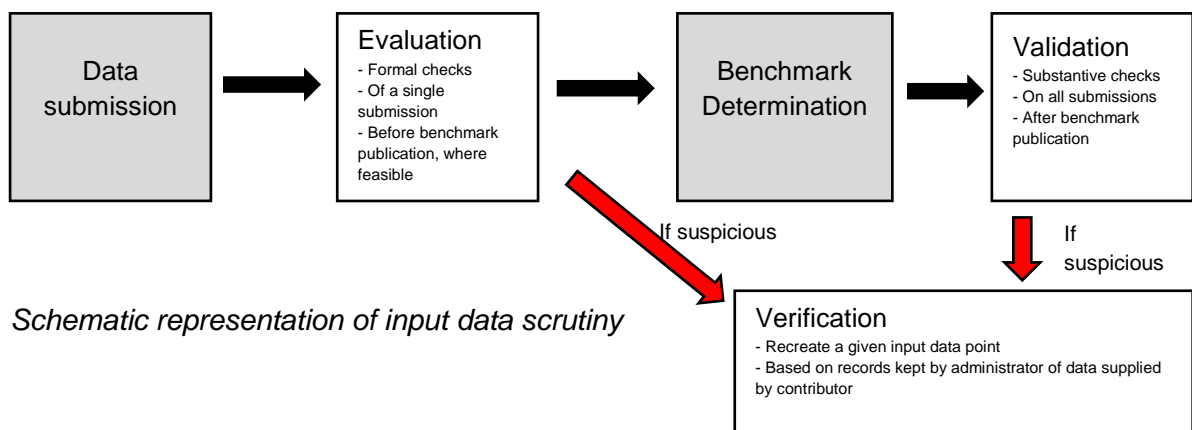 Data
submission
Evaluation
- Formal checks
- Of a single
submission
- Before benchmark
publication, where
feasible
Benchmark
Determination
Validation
- Substantive checks
- On all submissions
- After benchmark
publication
If suspicious
If
suspicious
Schematic representation of input data scrutiny
Verification
- Recreate a given input data point
- Based on records kept by administrator of data supplied
by contributor